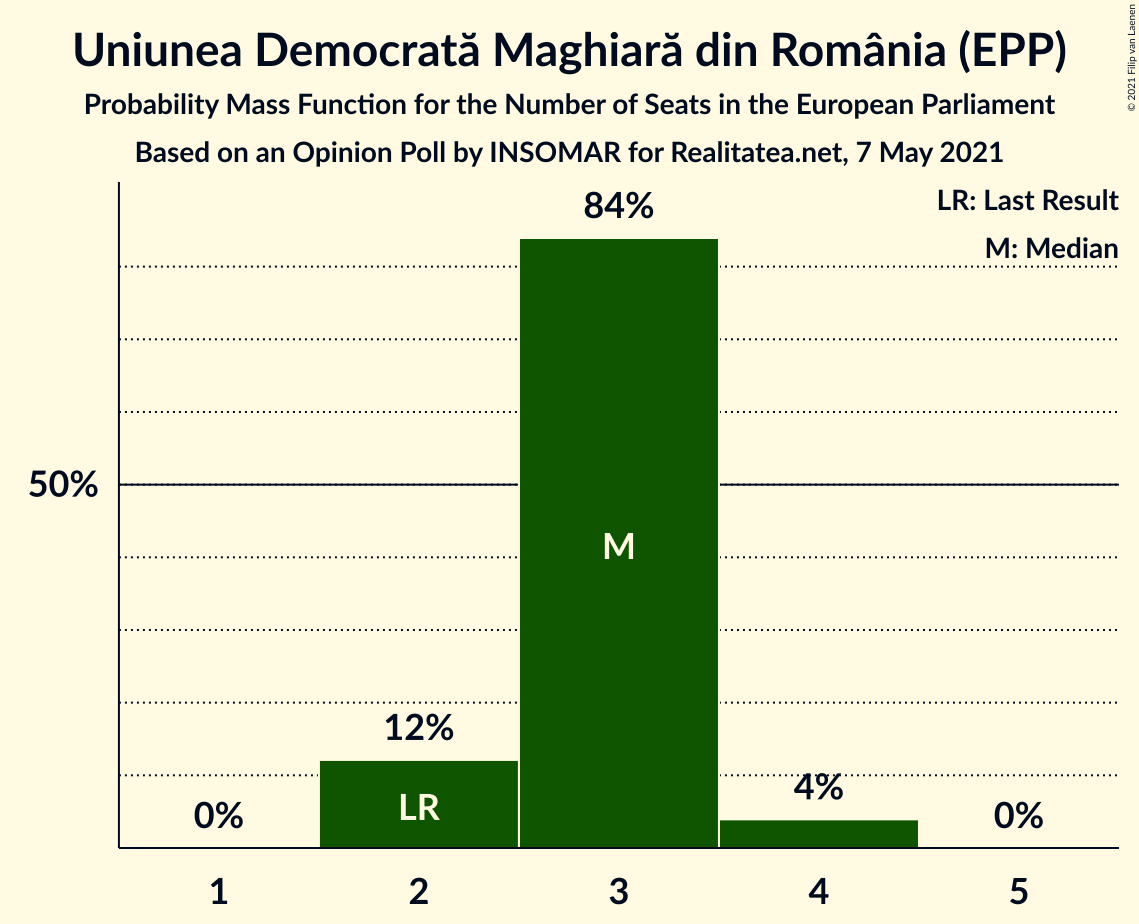 Uniunea Democrată Maghiară din România (EPP)
Probability Mass Function for the Number of Seats in the European Parliament
Based on an Opinion Poll by INSOMAR for Realitatea.net, 7 May 2021
© 2021 Filip van Laenen
LR: Last Result
M: Median
84%
50%
M
12%
LR
4%
0%
0%
1
2
3
4
5